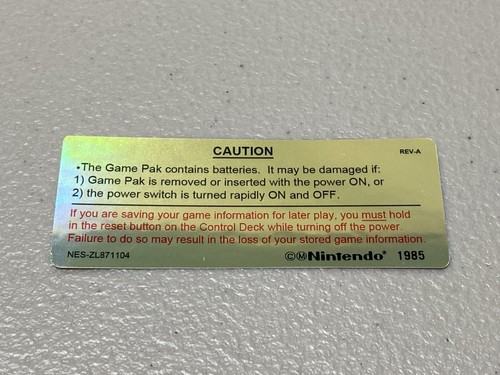 CAUTION
REV-A
•The Game Pak contains batteries. It may be damaged if:
1) Game Pak is removed or inserted with the power ON, or
2) the power switch is turned rapidly ON and OFF.
If you are saving your game information for later play, you must hold
in the reset button on the Control Deck while turning off the power.
Failure to do so may result in the loss of your stored game information.
NES-ZL871104
©Ⓜ Nintendo® 1985